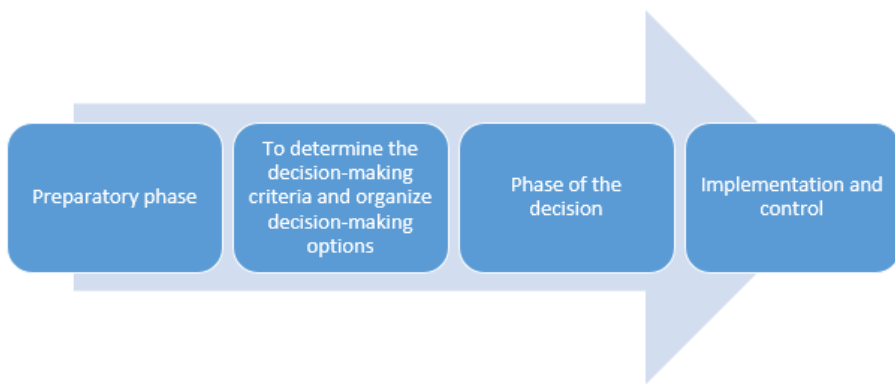 Preparatory phase
To determine the
decision-making
criteria and organize
decision-making
options
Phase of the
decision
Implementation and
control